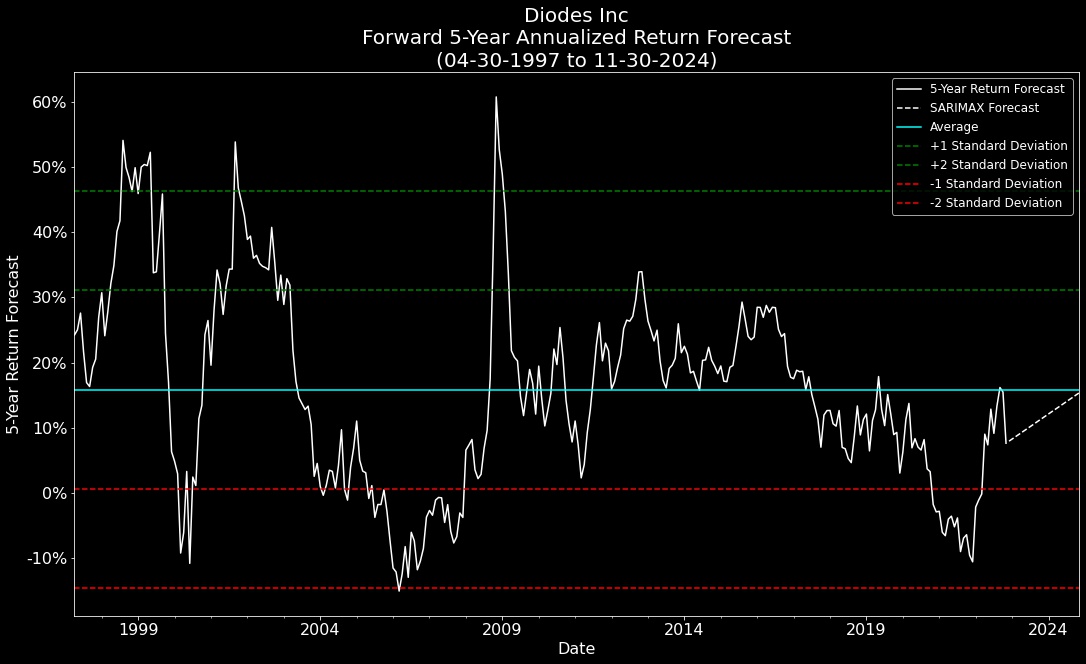 Diodes Inc
Forward 5-Year Annualized Return Forecast
(04-30-1997 to 11-30-2024)
5-Year Return Forecast
SARIMAX Forecast
Average
+1 Standard Deviation
+2 Standard Deviation
-1 Standard Deviation
-2 Standard Deviation
5-Year Return Forecast
60%
50%
40%
30%
20%
10%
0%
-10%
1999
2004
2009
2014
2019
2024
Date